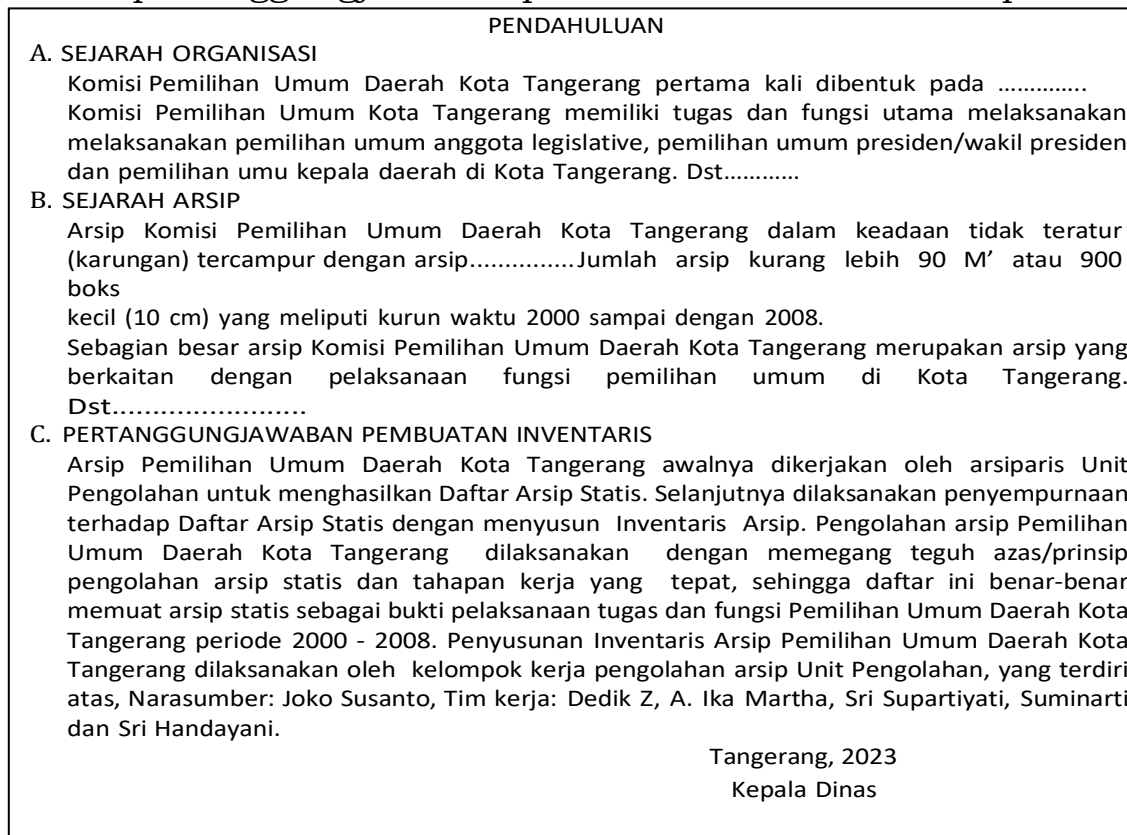 PENDAHULUAN
A. SEJARAH ORGANISASI
Komisi Pemilihan Umum Daerah Kota Tangerang pertama kali dibentuk pada ..............
Komisi Pemilihan Umum Kota Tangerang memiliki tugas dan fungsi utama melaksanakan
melaksanakan pemilihan umum anggota legislative, pemilihan umum presiden/wakil presiden
dan pemilihan umu kepala daerah di Kota Tangerang. Dst............
B. SEJARAH ARSIP
Arsip Komisi Pemilihan Umum Daerah Kota Tangerang dalam keadaan tidak teratur
(karungan) tercampur dengan arsip...............Jumlah arsip kurang lebih 90 M' atau 900
boks
kecil (10 cm) yang meliputi kurun waktu 2000 sampai dengan 2008.
Sebagian besar arsip Komisi Pemilihan Umum Daerah Kota Tangerang merupakan arsip yang
berkaitan dengan pelaksanaan fungsi pemilihan umum di Kota Tangerang.
Dst........................
C. PERTANGGUNGJAWABAN PEMBUATAN INVENTARIS
Arsip Pemilihan Umum Daerah Kota Tangerang awalnya dikerjakan oleh arsiparis Unit
Pengolahan untuk menghasilkan Daftar Arsip Statis. Selanjutnya dilaksanakan penyempurnaan
terhadap Daftar Arsip Statis dengan menyusun Inventaris Arsip. Pengolahan arsip Pemilihan
Umum Daerah Kota Tangerang dilaksanakan dengan memegang teguh azas/prinsip
pengolahan arsip statis dan tahapan kerja yang tepat, sehingga daftar ini benar-benar
memuat arsip statis sebagai bukti pelaksanaan tugas dan fungsi Pemilihan Umum Daerah Kota
Tangerang periode 2000 - 2008. Penyusunan Inventaris Arsip Pemilihan Umum Daerah Kota
Tangerang dilaksanakan oleh kelompok kerja pengolahan arsip Unit Pengolahan, yang terdiri
atas, Narasumber: Joko Susanto, Tim kerja: Dedik Z, A. Ika Martha, Sri Supartiyati, Suminarti
dan Sri Handayani.
Tangerang, 2023
Kepala Dinas